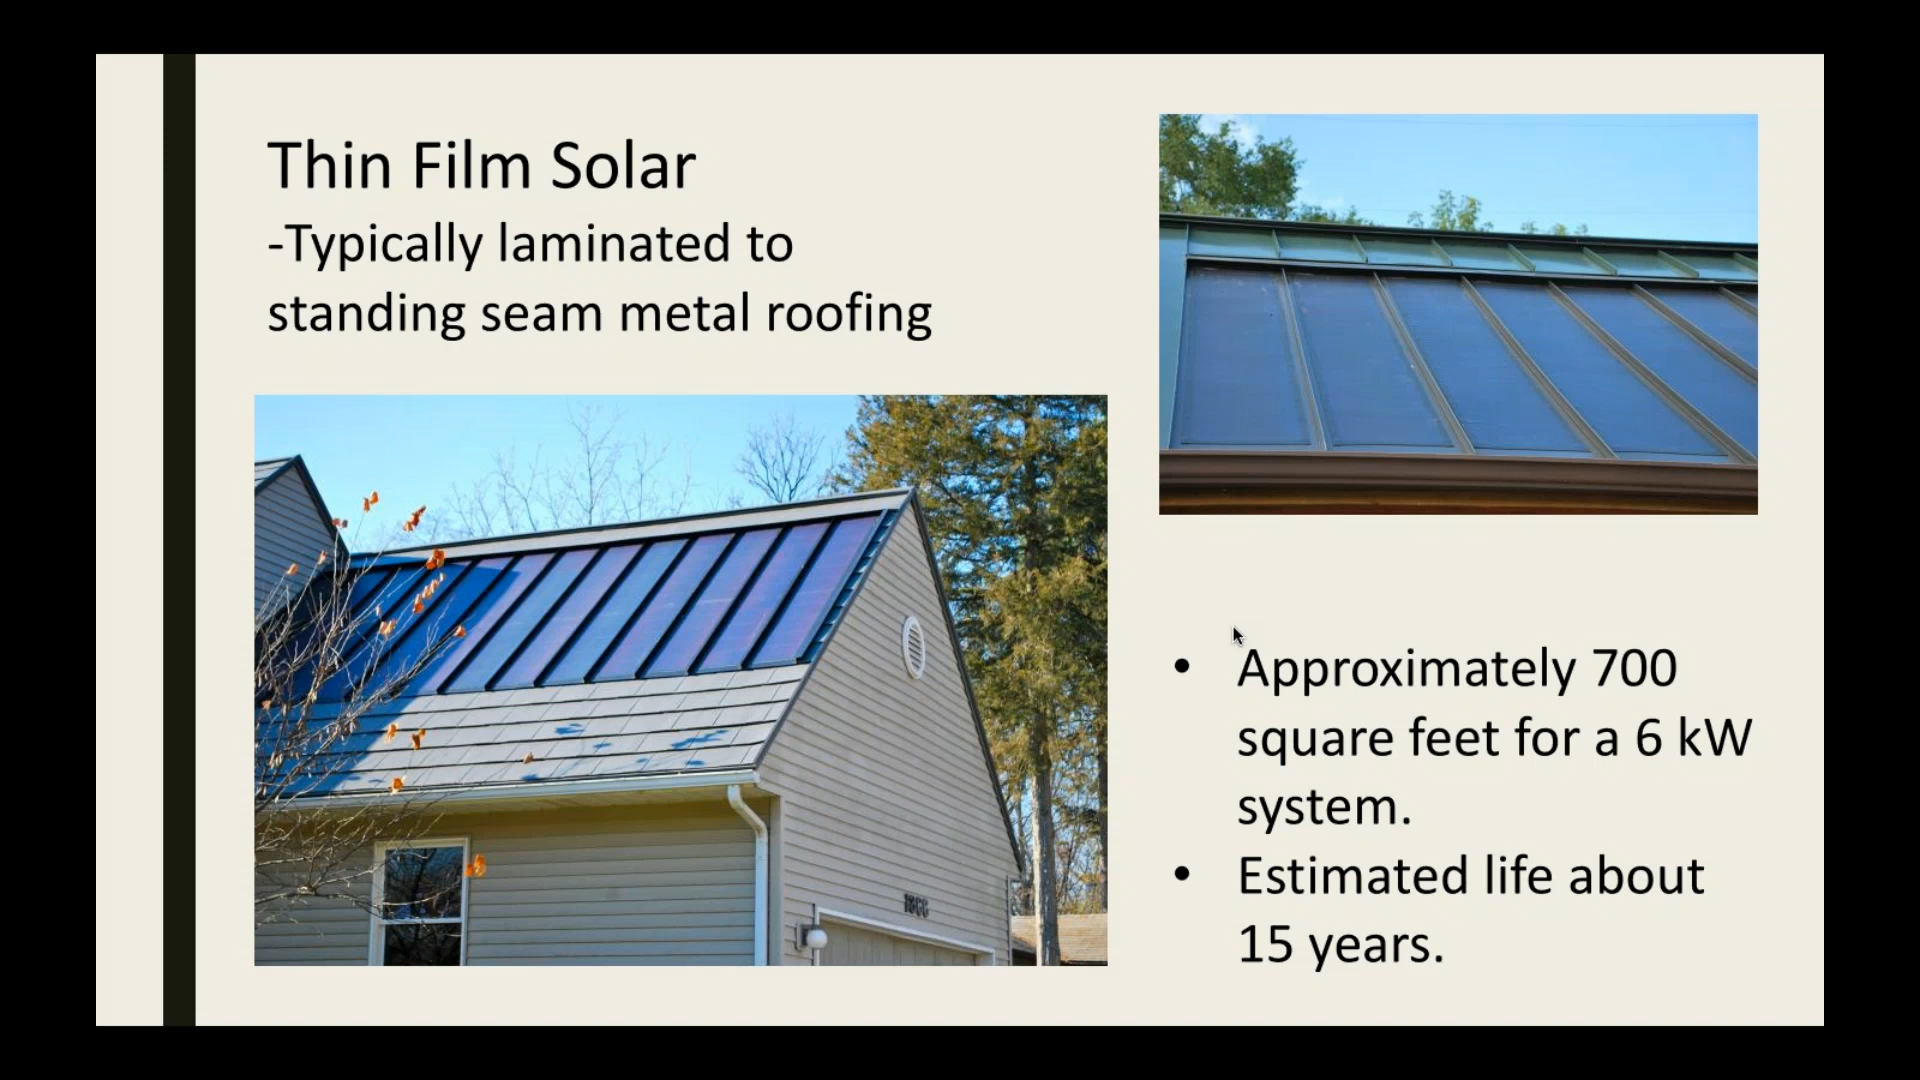 Thin Film Solar
-Typically laminated to
standing seam metal roofing
1866
• Approximately 700
square feet for a 6 kW
system.
• Estimated life about
15 years.